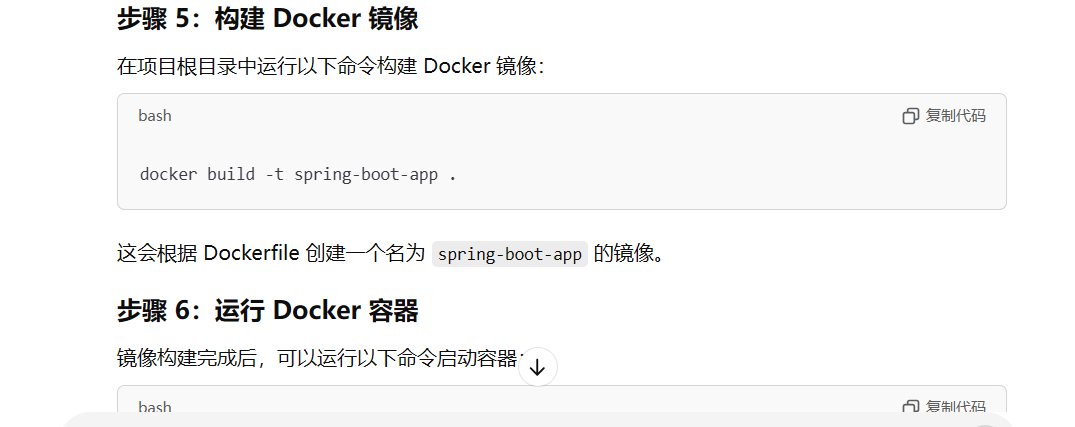 步骤 5：构建 Docker 镜像
在项目根目录中运行以下命令构建 Docker 镜像：
bash
复制代码
docker build -t spring-boot-app .
这会根据 Dockerfile 创建一个名为 spring-boot-app 的镜像。
步骤 6：运行 Docker 容器
镜像构建完成后，可以运行以下命令启动容器：
bash
复制代码